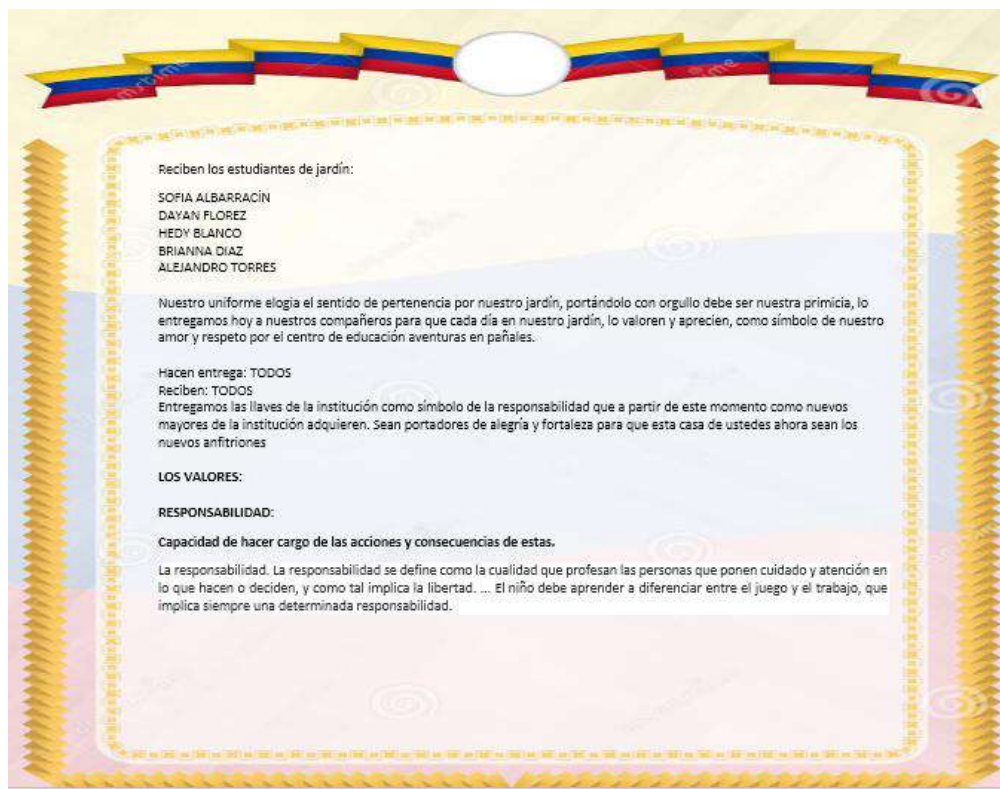 Reciben los estudiantes de jardín:
SOFIA ALBARRACÍN
DAYAN FLOREZ
HEDY BLANCO
BRIANNA DIAZ
ALEJANDRO TORRES
Nuestro uniforme elogia el sentido de pertenencia por nuestro jardín, portándolo con orgullo debe ser nuestra primicia, lo
entregamos hoy a nuestros compañeros para que cada día en nuestro jardín, lo valoren y aprecien, como símbolo de nuestro
amor y respeto por el centro de educación aventuras en pañales.
Hacen entrega: TODOS
Reciben: TODOS
Entregamos las llaves de la institución como símbolo de la responsabilidad que a partir de este momento como nuevos
mayores de la institución adquieren. Sean portadores de alegría y fortaleza para que esta casa de ustedes ahora sean los
nuevos anfitriones
LOS VALORES:
RESPONSABILIDAD:
Capacidad de hacer cargo de las acciones y consecuencias de estas.
La responsabilidad. La responsabilidad se define como la cualidad que profesan las personas que ponen cuidado y atención en
lo que hacen o deciden, y como tal implica la libertad. ... El niño debe aprender a diferenciar entre el juego y el trabajo, que
implica siempre una determinada responsabilidad.